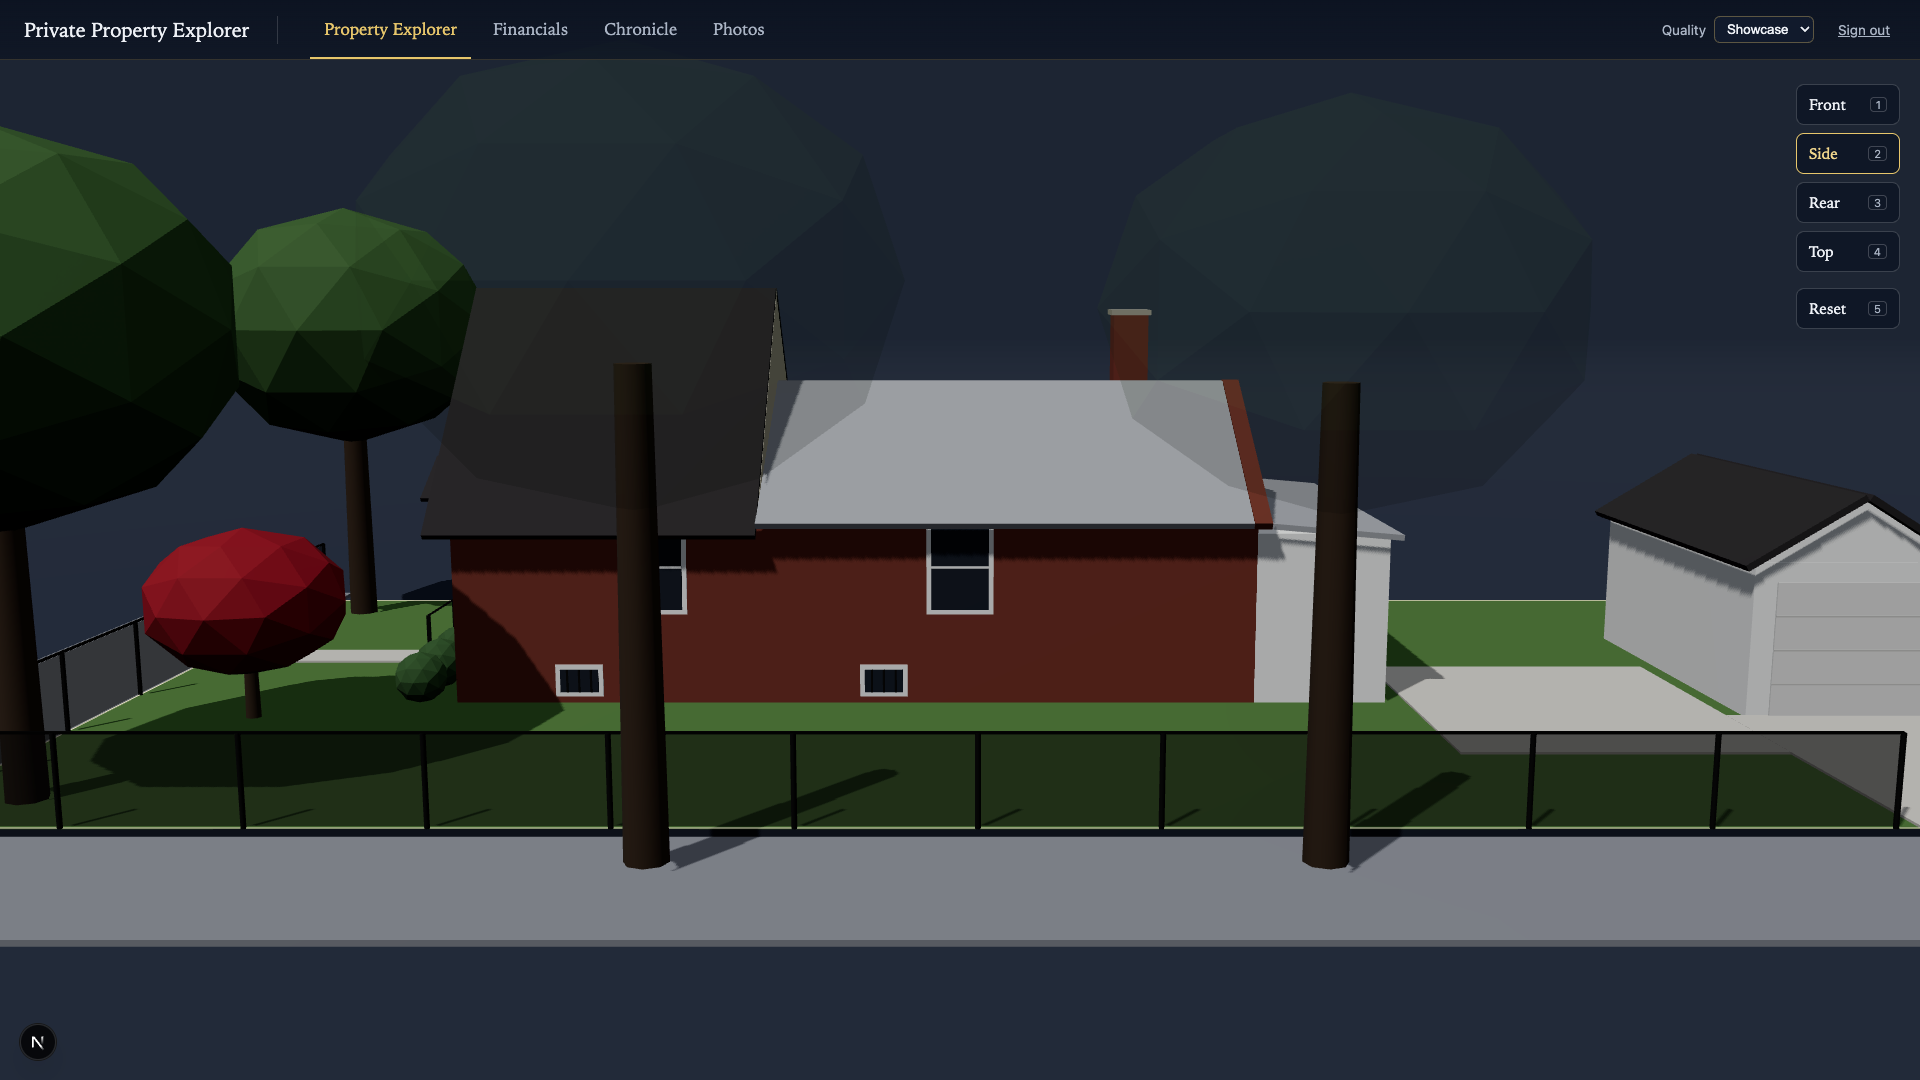 Private Property Explorer
Property Explorer
Financials
Chronicle
Photos
Quality
Showcase
Sign out
Front 1
Side 2
Rear 3
Top 4
Reset 5
N